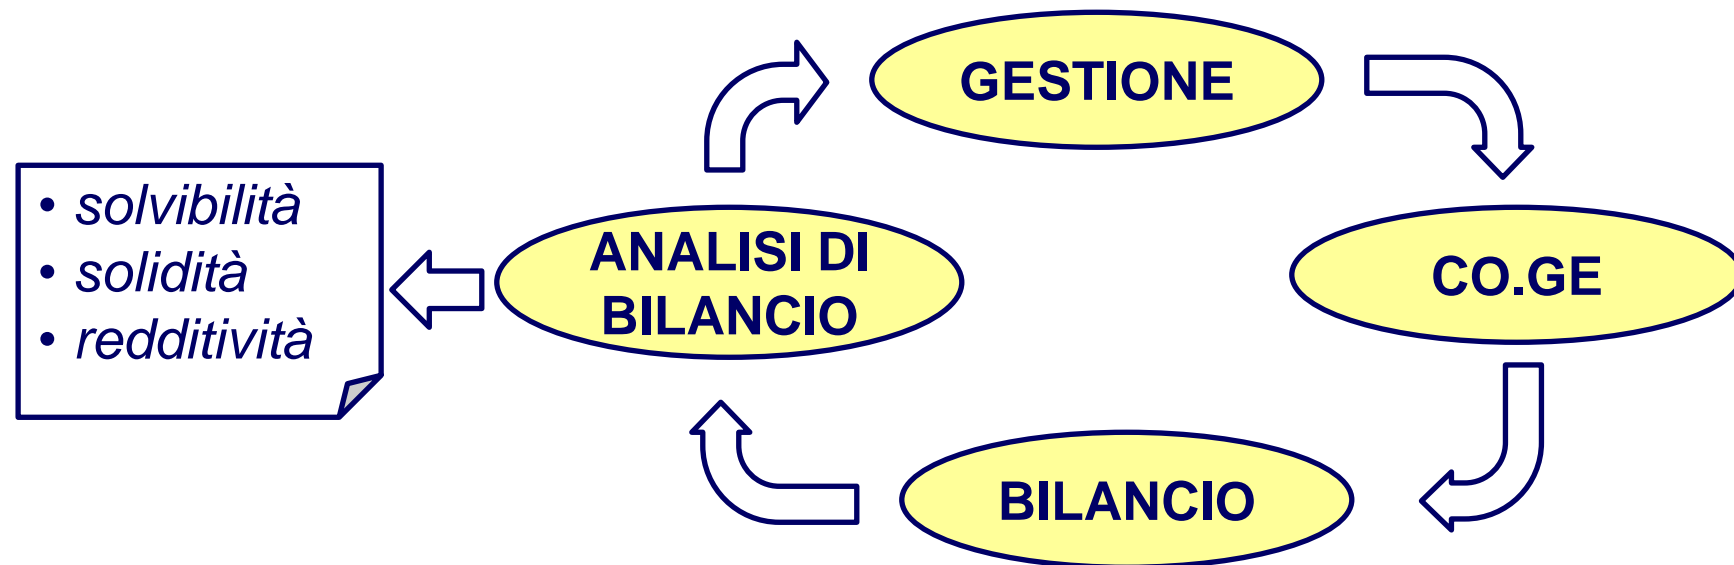 GESTIONE
• solvibilità
• solidità
• redditività
ANALISI DI
BILANCIO
CO.GE
BILANCIO